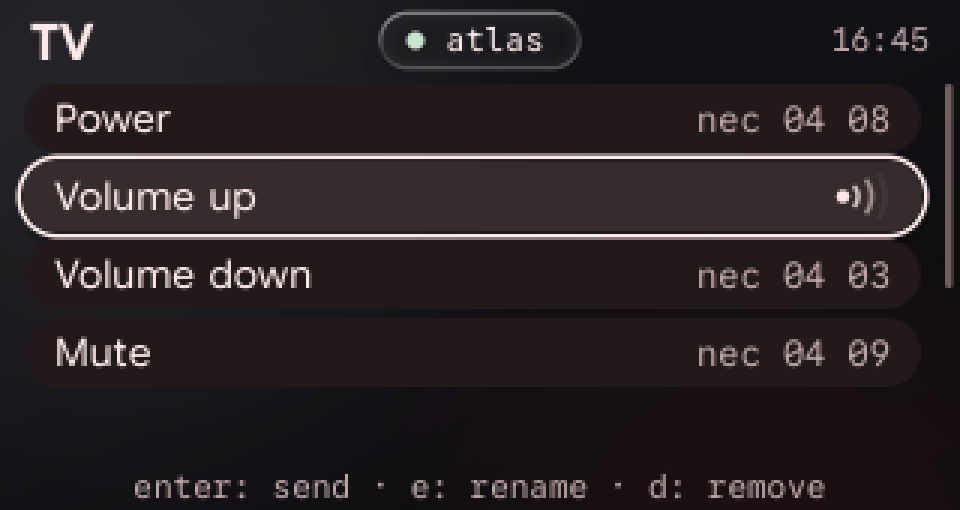 TV atlas 16:45
Power nec 04 08
Volume up
Volume down nec 04 03
Mute nec 04 09
enter: send · e: rename · d: remove